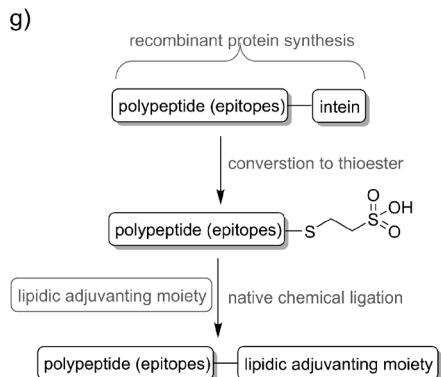 g)
recombinant protein synthesis
polypeptide (epitopes)
intein
converstion to thioester
polypeptide (epitopes)
S
O
S
OH
O
lipidic adjuvanting moiety
native chemical ligation
polypeptide (epitopes)
lipidic adjuvanting moiety